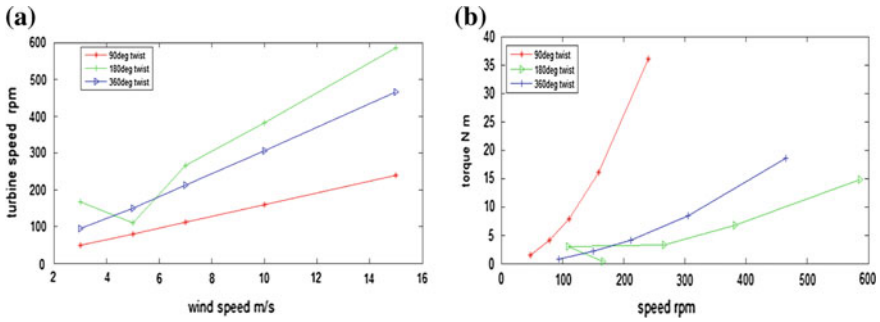 (a)
600
500
400
300
200
100
0
turbine speed rpm
90deg twist
180deg twist
360deg twist
2
4
6
8
10
12
14
16
wind speed m/s
(b)
40
35
30
25
20
15
10
5
0
torque N m
90deg twist
180deg twist
360deg twist
0
100
200
300
400
500
600
speed rpm